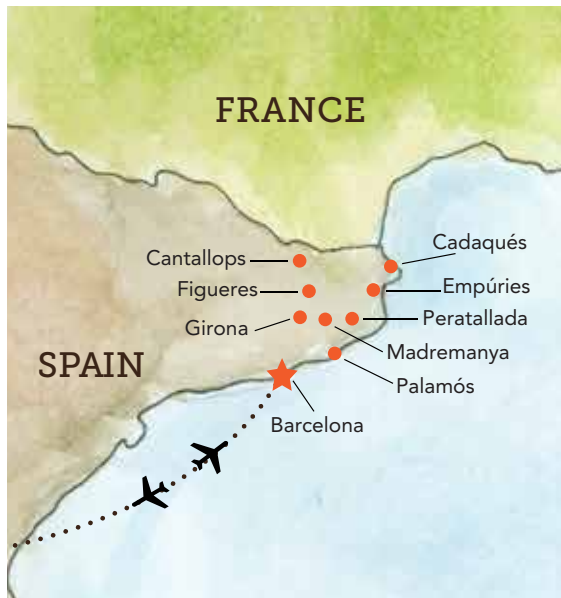 FRANCE
Cadaqués
Cantallops
Figueres
Empúries
Girona
Peratallada
Madremanya
SPAIN
Palamós
Barcelona